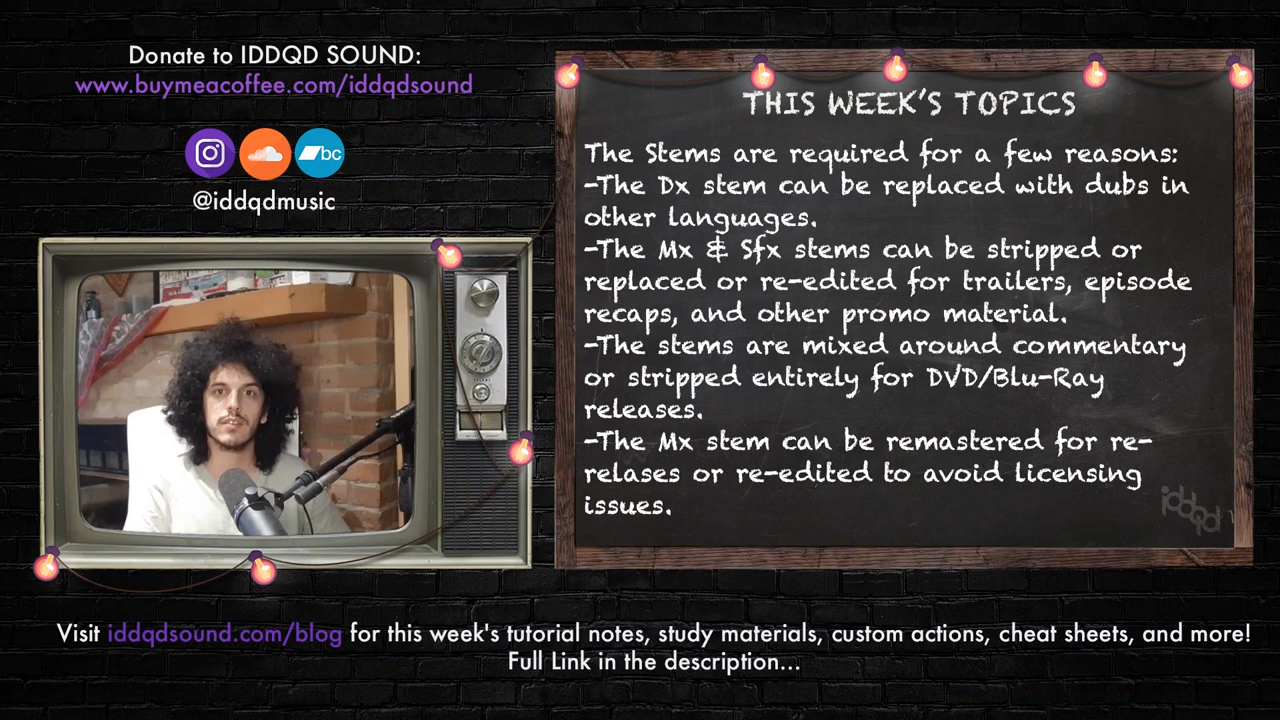 Donate to IDDQD SOUND:
www.buymeacoffee.com/iddqdsound
bc
@iddqdmusic
THIS WEEK'S TOPICS
The Stems are required for a few reasons:
-The Dx stem can be replaced with dubs in
other languages.
-The Mx & Sfx stems can be stripped or
replaced or re-edited for trailers, episode
recaps, and other promo material.
-The stems are mixed around commentary
or stripped entirely for DVD/Blu-Ray
releases.
-The Mx stem can be remastered for re-
relases or re-edited to avoid licensing
issues.
iddqd
Visit iddqdsound.com/blog for this week's tutorial notes, study materials, custom actions, cheat sheets, and more!
Full Link in the description...